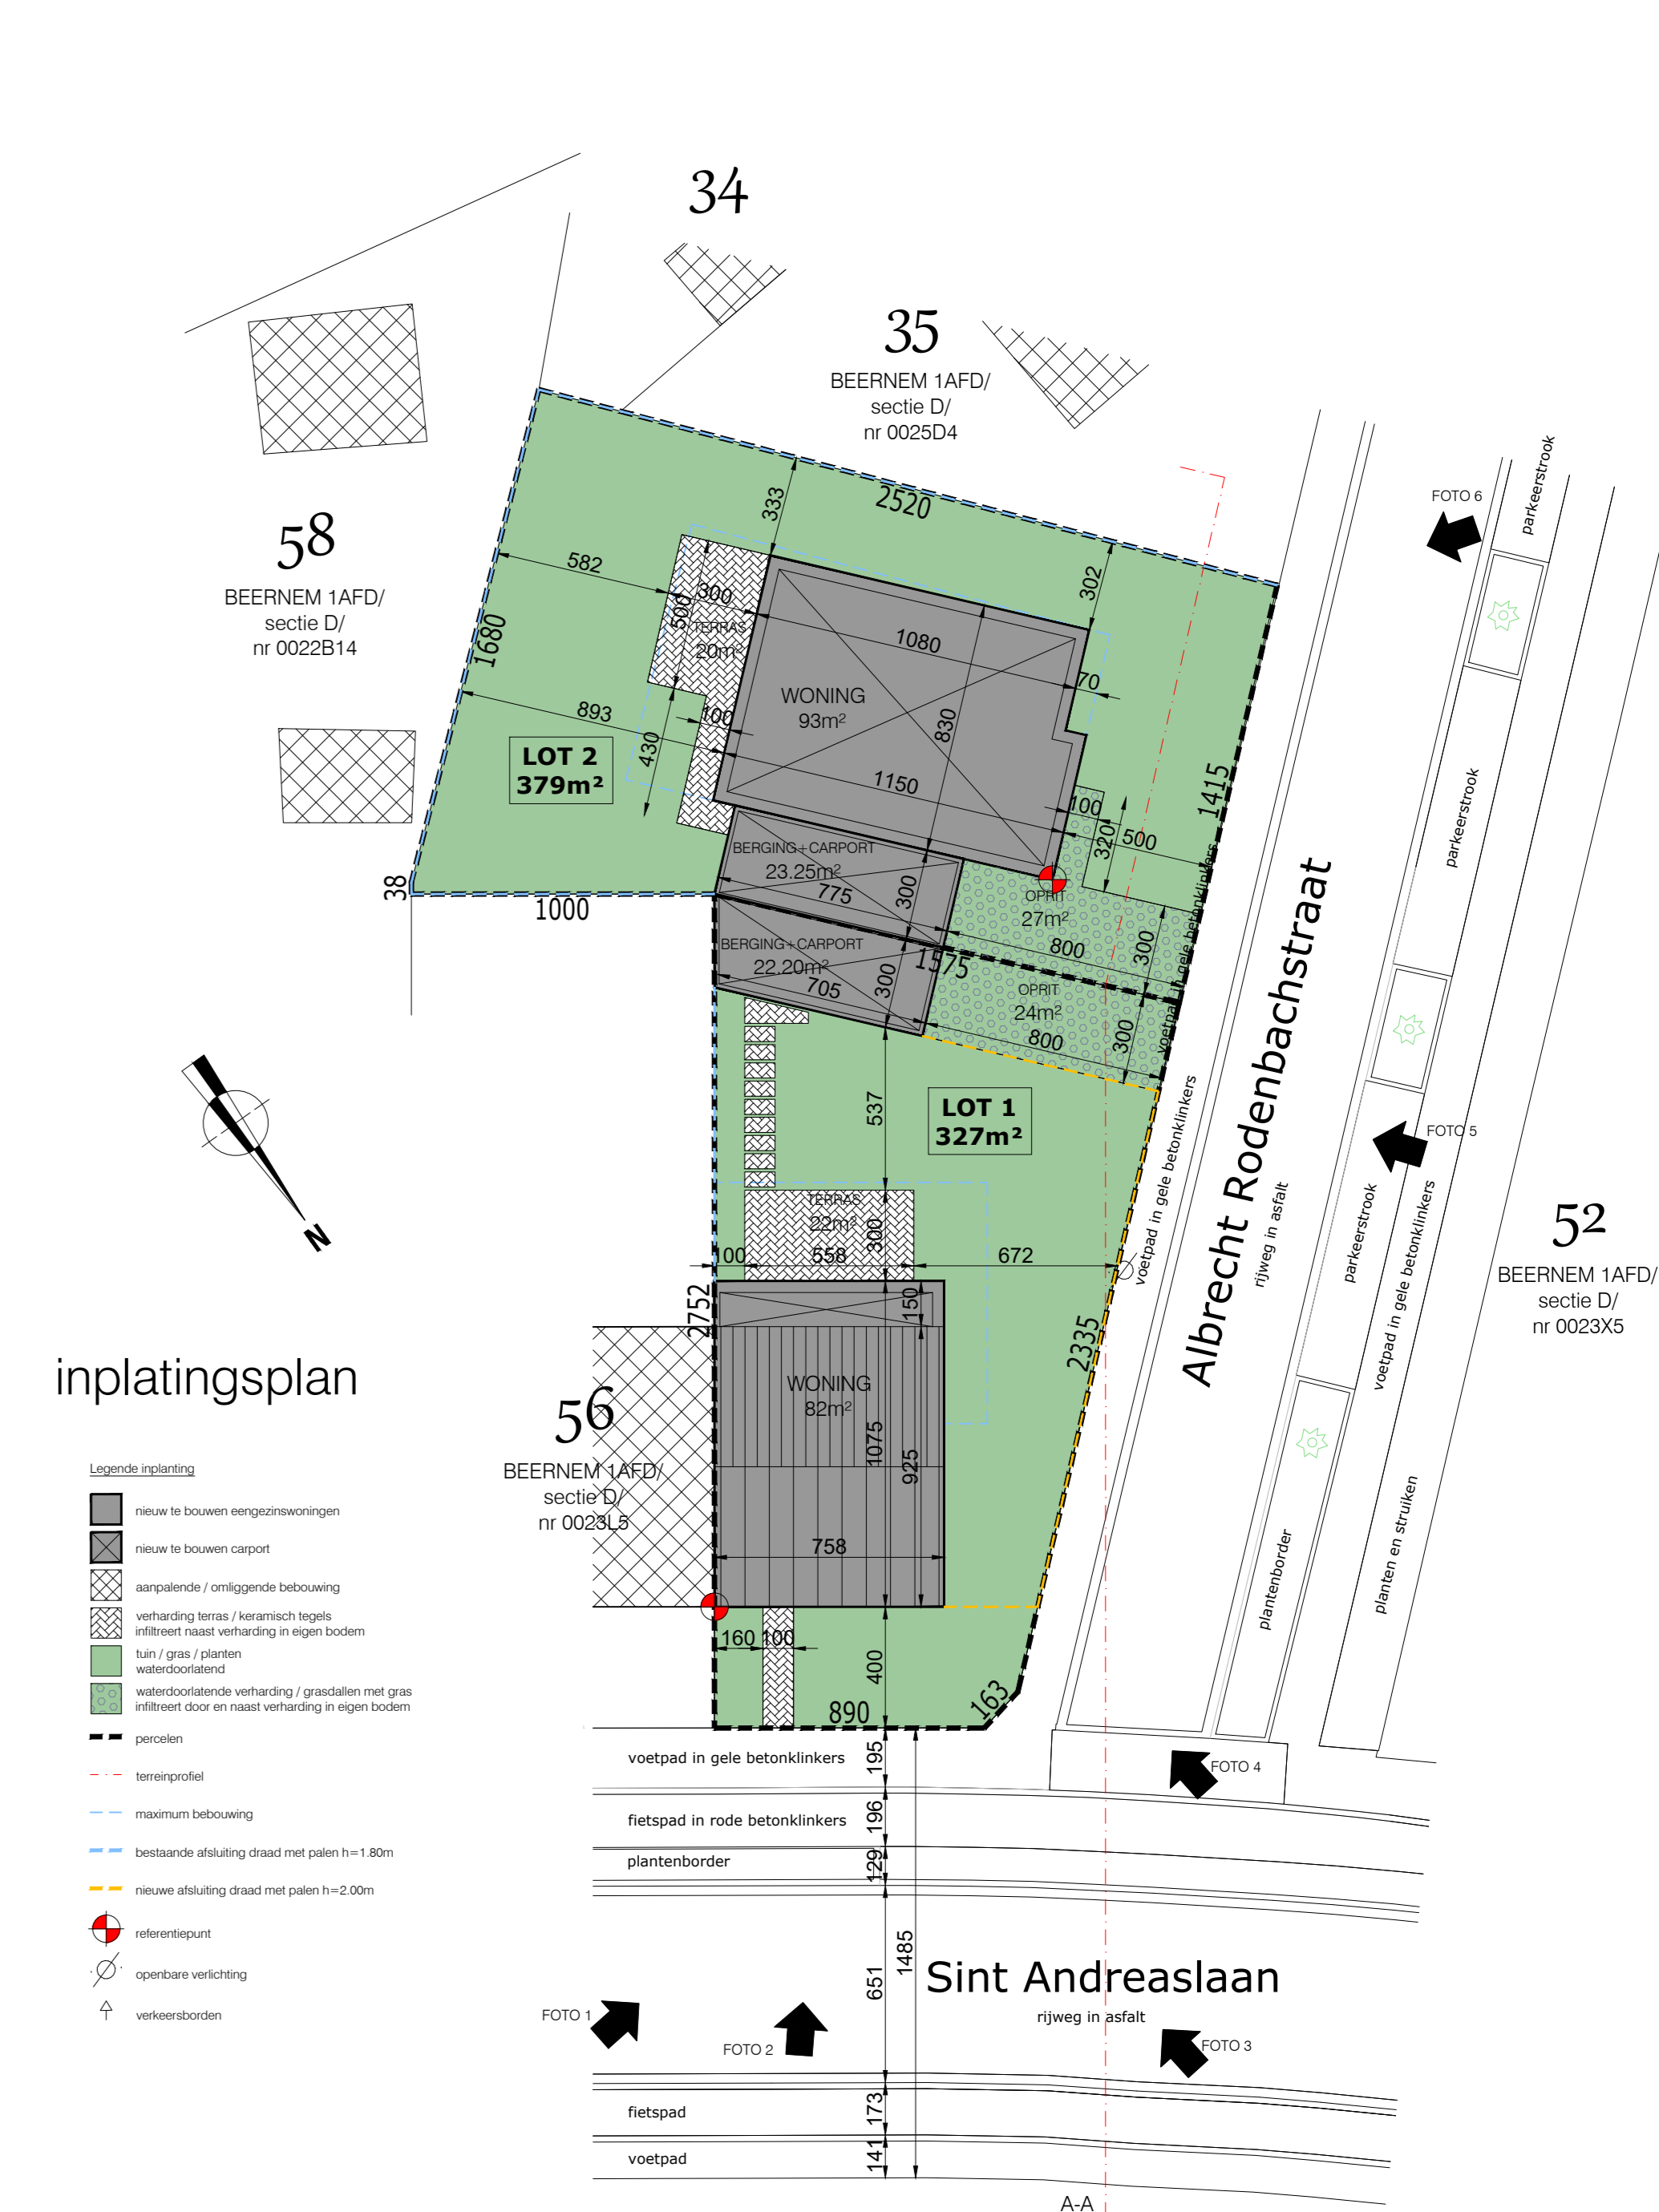 34
35
BEERNEM 1AFD/
sectie D/
nr 0025D4
58
BEERNEM 1AFD/
sectie D/
nr 0022B14
FOTO 6
parkeerstrook
333
2520
302
582
300
500
TERRAS
20m²
1080
70
1680
WONING
93m²
830
893
100
430
LOT 2
379m²
1150
1415
100
320
500
BERGING+CARPORT
23.25m²
775
300
38
1000
OPRIT
27m²
800
300
voetpad in gele betonklinkers
BERGING+CARPORT
22.20m²
705
300
1575
OPRIT
24m²
800
300
parkeerstrook
Albrecht Rodenbachstraat
rijweg in asfalt
voetpad in gele betonklinkers
N
537
LOT 1
327m²
FOTO 5
parkeerstrook
voetpad in gele betonklinkers
52
BEERNEM 1AFD/
sectie D/
nr 0023X5
TERRAS
22m²
300
100
558
672
2752
150
2335
WONING
82m²
1075
925
758
56
BEERNEM 1AFD/
sectie D/
nr 0023L5
plantenborder
planten en struiken
160
100
400
890
163
inplatingsplan
Legende inplanting
nieuw te bouwen eengezinswoningen
nieuw te bouwen carport
aanpalende / omliggende bebouwing
verharding terras / keramisch tegels
infiltreert naast verharding in eigen bodem
tuin / gras / planten
waterdoorlatend
waterdoorlatende verharding / grasdallen met gras
infiltreert door en naast verharding in eigen bodem
percelen
terreinprofiel
maximum bebouwing
bestaande afsluiting draad met palen h=1.80m
nieuwe afsluiting draad met palen h=2.00m
referentiepunt
openbare verlichting
verkeersborden
voetpad in gele betonklinkers
195
FOTO 4
fietspad in rode betonklinkers
196
plantenborder
129
651
1485
Sint Andreaslaan
rijweg in asfalt
FOTO 1
FOTO 2
FOTO 3
fietspad
173
voetpad
141
A-A